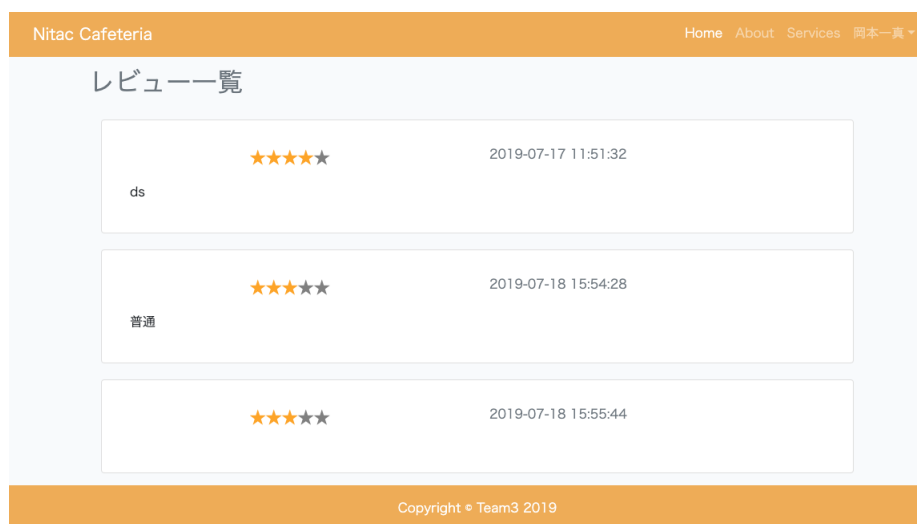 Nitac Cafeteria Home About Services 岡本一真
レビュー一覧
★★★★★ 2019-07-17 11:51:32
ds
★★★★★ 2019-07-18 15:54:28
普通
★★★★★ 2019-07-18 15:55:44
Copyright © Team3 2019